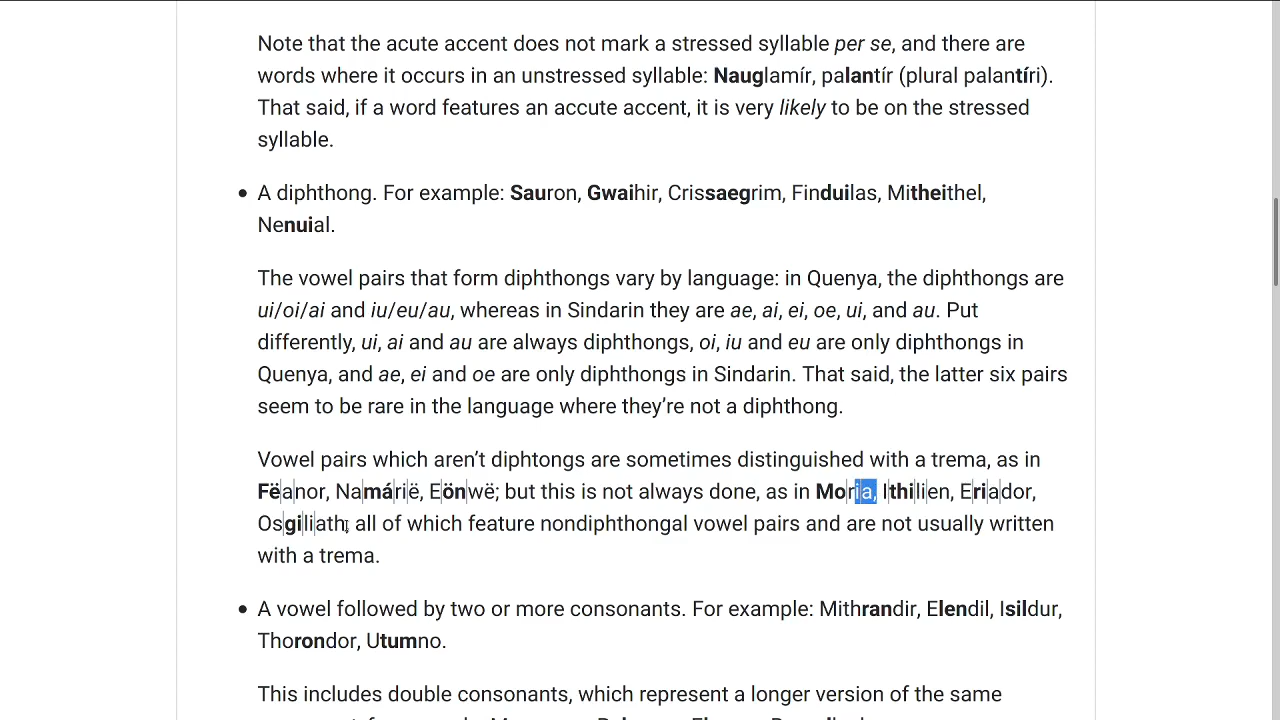 Note that the acute accent does not mark a stressed syllable per se, and there are
words where it occurs in an unstressed syllable: Nauglamír, palantír (plural palantíri).
That said, if a word features an accute accent, it is very likely to be on the stressed
syllable.
• A diphthong. For example: Sauron, Gwaihir, Crissaegrim, Finduilas, Mitheithel,
Nenuial.
The vowel pairs that form diphthongs vary by language: in Quenya, the diphthongs are
ui/oi/ai and iu/eu/au, whereas in Sindarin they are ae, ai, ei, oe, ui, and au. Put
differently, ui, ai and au are always diphthongs, oi, iu and eu are only diphthongs in
Quenya, and ae, ei and oe are only diphthongs in Sindarin. That said, the latter six pairs
seem to be rare in the language where they’re not a diphthong.
Vowel pairs which aren’t diphtongs are sometimes distinguished with a trema, as in
Fëanor, Namárië, Eönwë; but this is not always done, as in Moria, Ithilien, Eriador,
Osgiliath; all of which feature nondiphthongal vowel pairs and are not usually written
with a trema.
• A vowel followed by two or more consonants. For example: Mithrandir, Elendil, Isildur,
Thorondor, Utumno.
This includes double consonants, which represent a longer version of the same